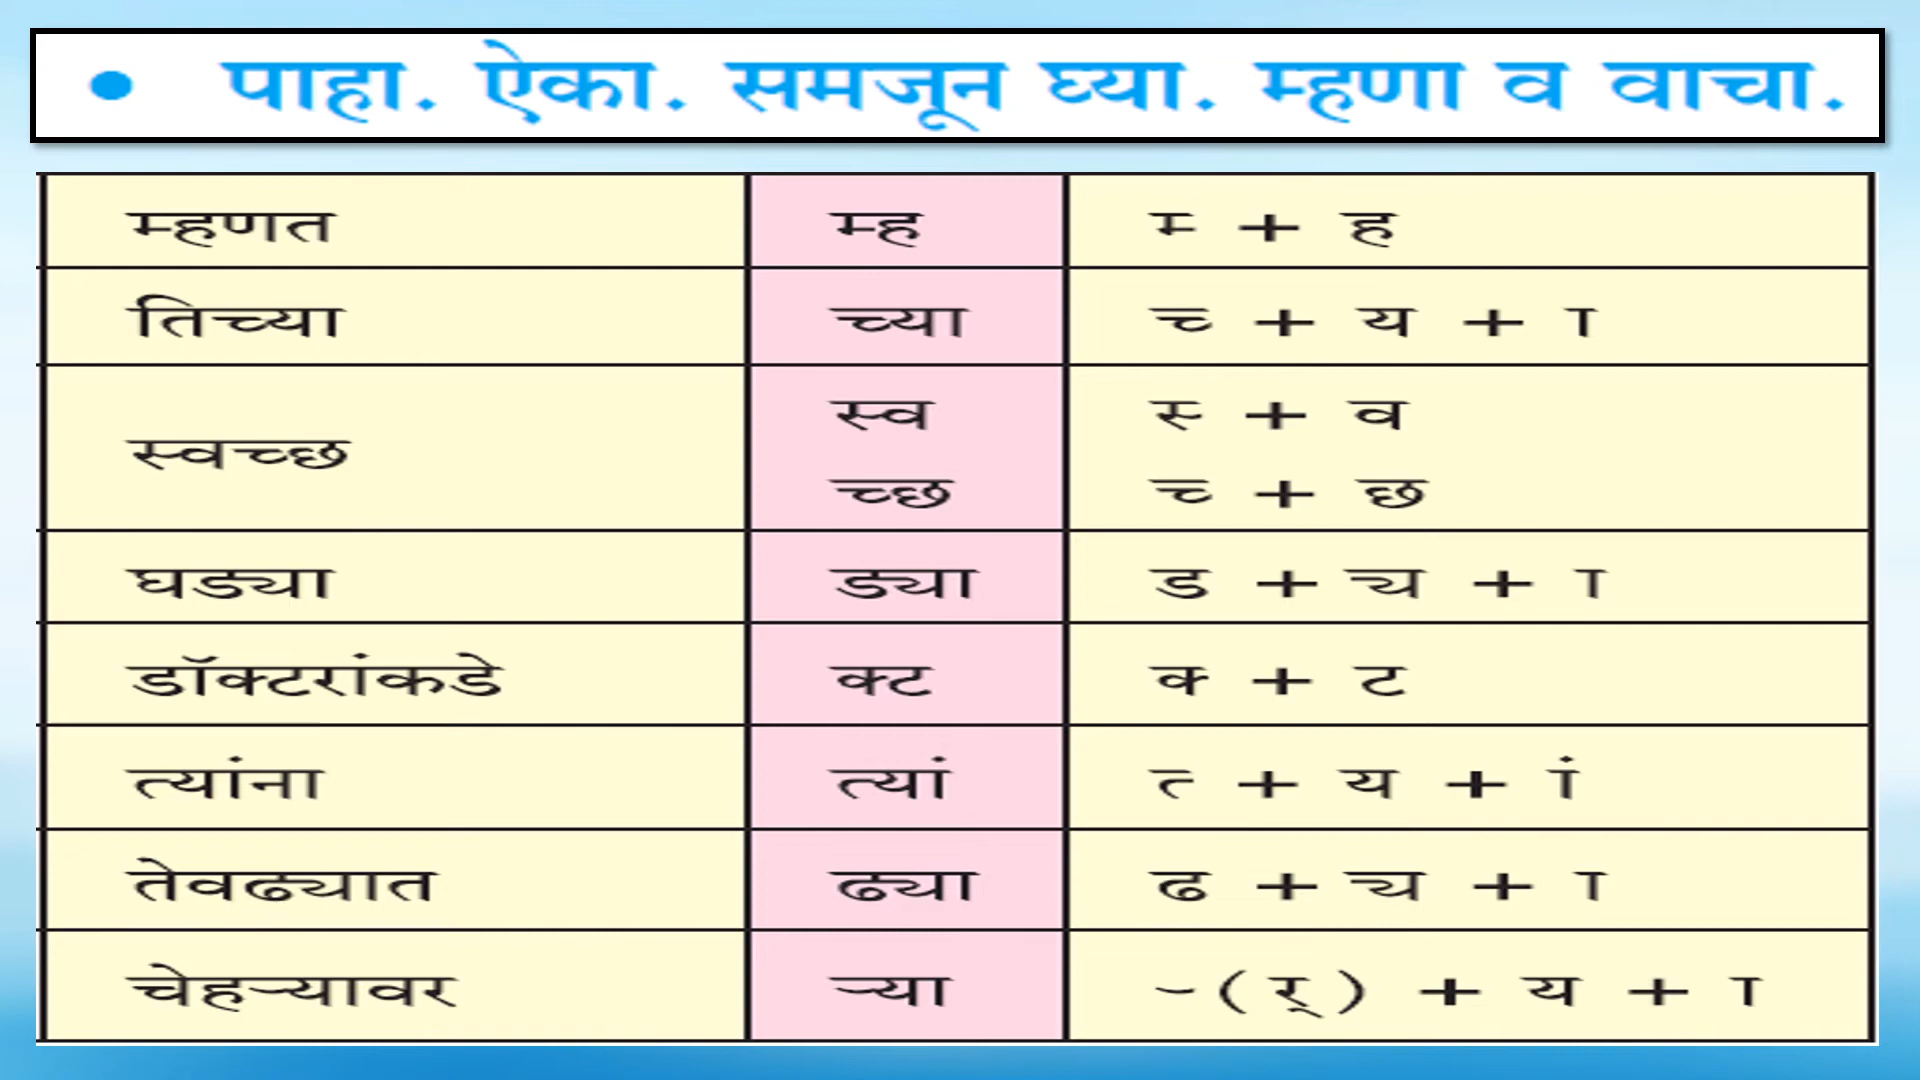 • पाहा. ऐका. समजून घ्या. म्हणा व वाचा.
म्हणत म्ह म्‍ + ह
तिच्या च्या च्‍ + य + ा
स्वच्छ स्व स्‍ + व
च्छ च्‍ + छ
घड्या ड्या ड + ‍्य + ा
डॉक्टरांकडे क्ट क्‍ + ट
त्यांना त्यां त्‍ + य + ां
तेवढ्यात ढ्या ढ + ‍्य + ा
चेहऱ्यावर ऱ्या ऱ्‍ (र्) + य + ा